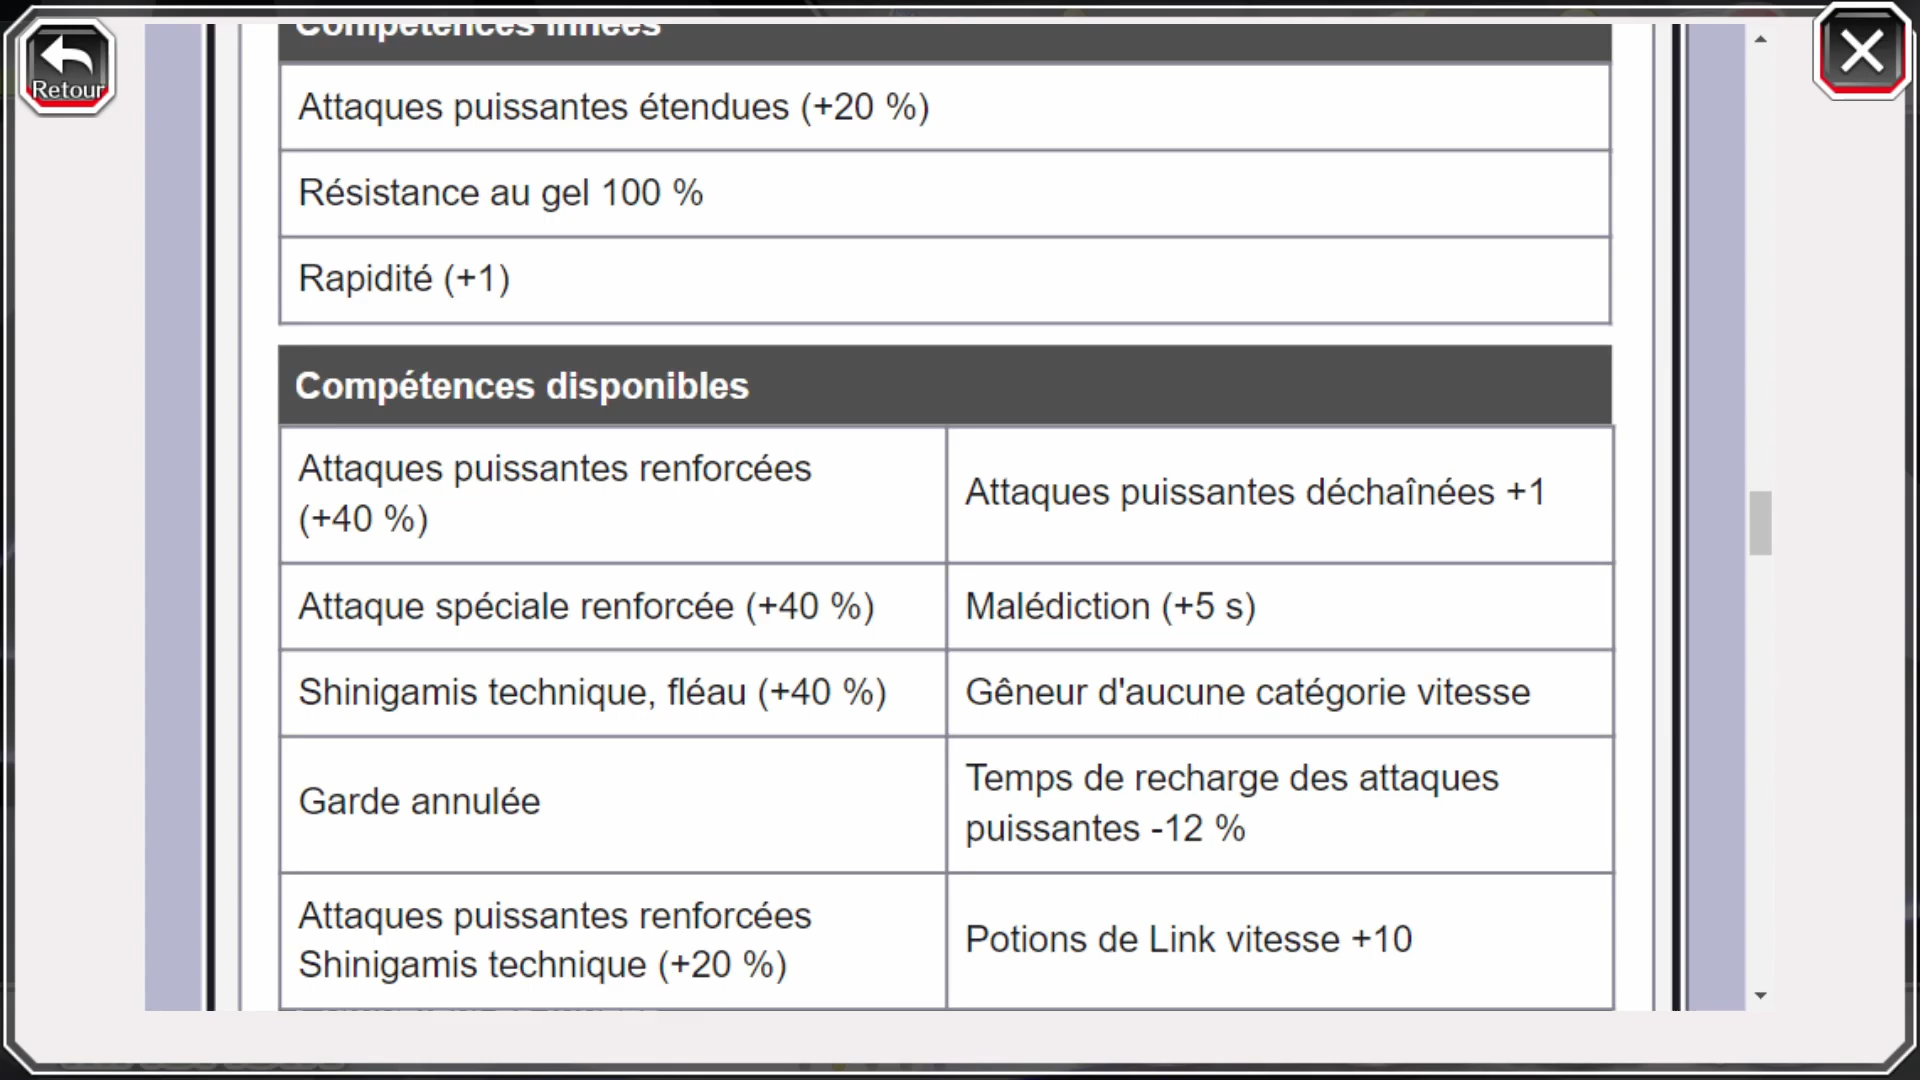 Retour
Compétences innées
Attaques puissantes étendues (+20 %)
Résistance au gel 100 %
Rapidité (+1)
Compétences disponibles
Attaques puissantes renforcées
(+40 %)
Attaques puissantes déchaînées +1
Attaque spéciale renforcée (+40 %)
Malédiction (+5 s)
Shinigamis technique, fléau (+40 %)
Gêneur d'aucune catégorie vitesse
Garde annulée
Temps de recharge des attaques
puissantes -12 %
Attaques puissantes renforcées
Shinigamis technique (+20 %)
Potions de Link vitesse +10